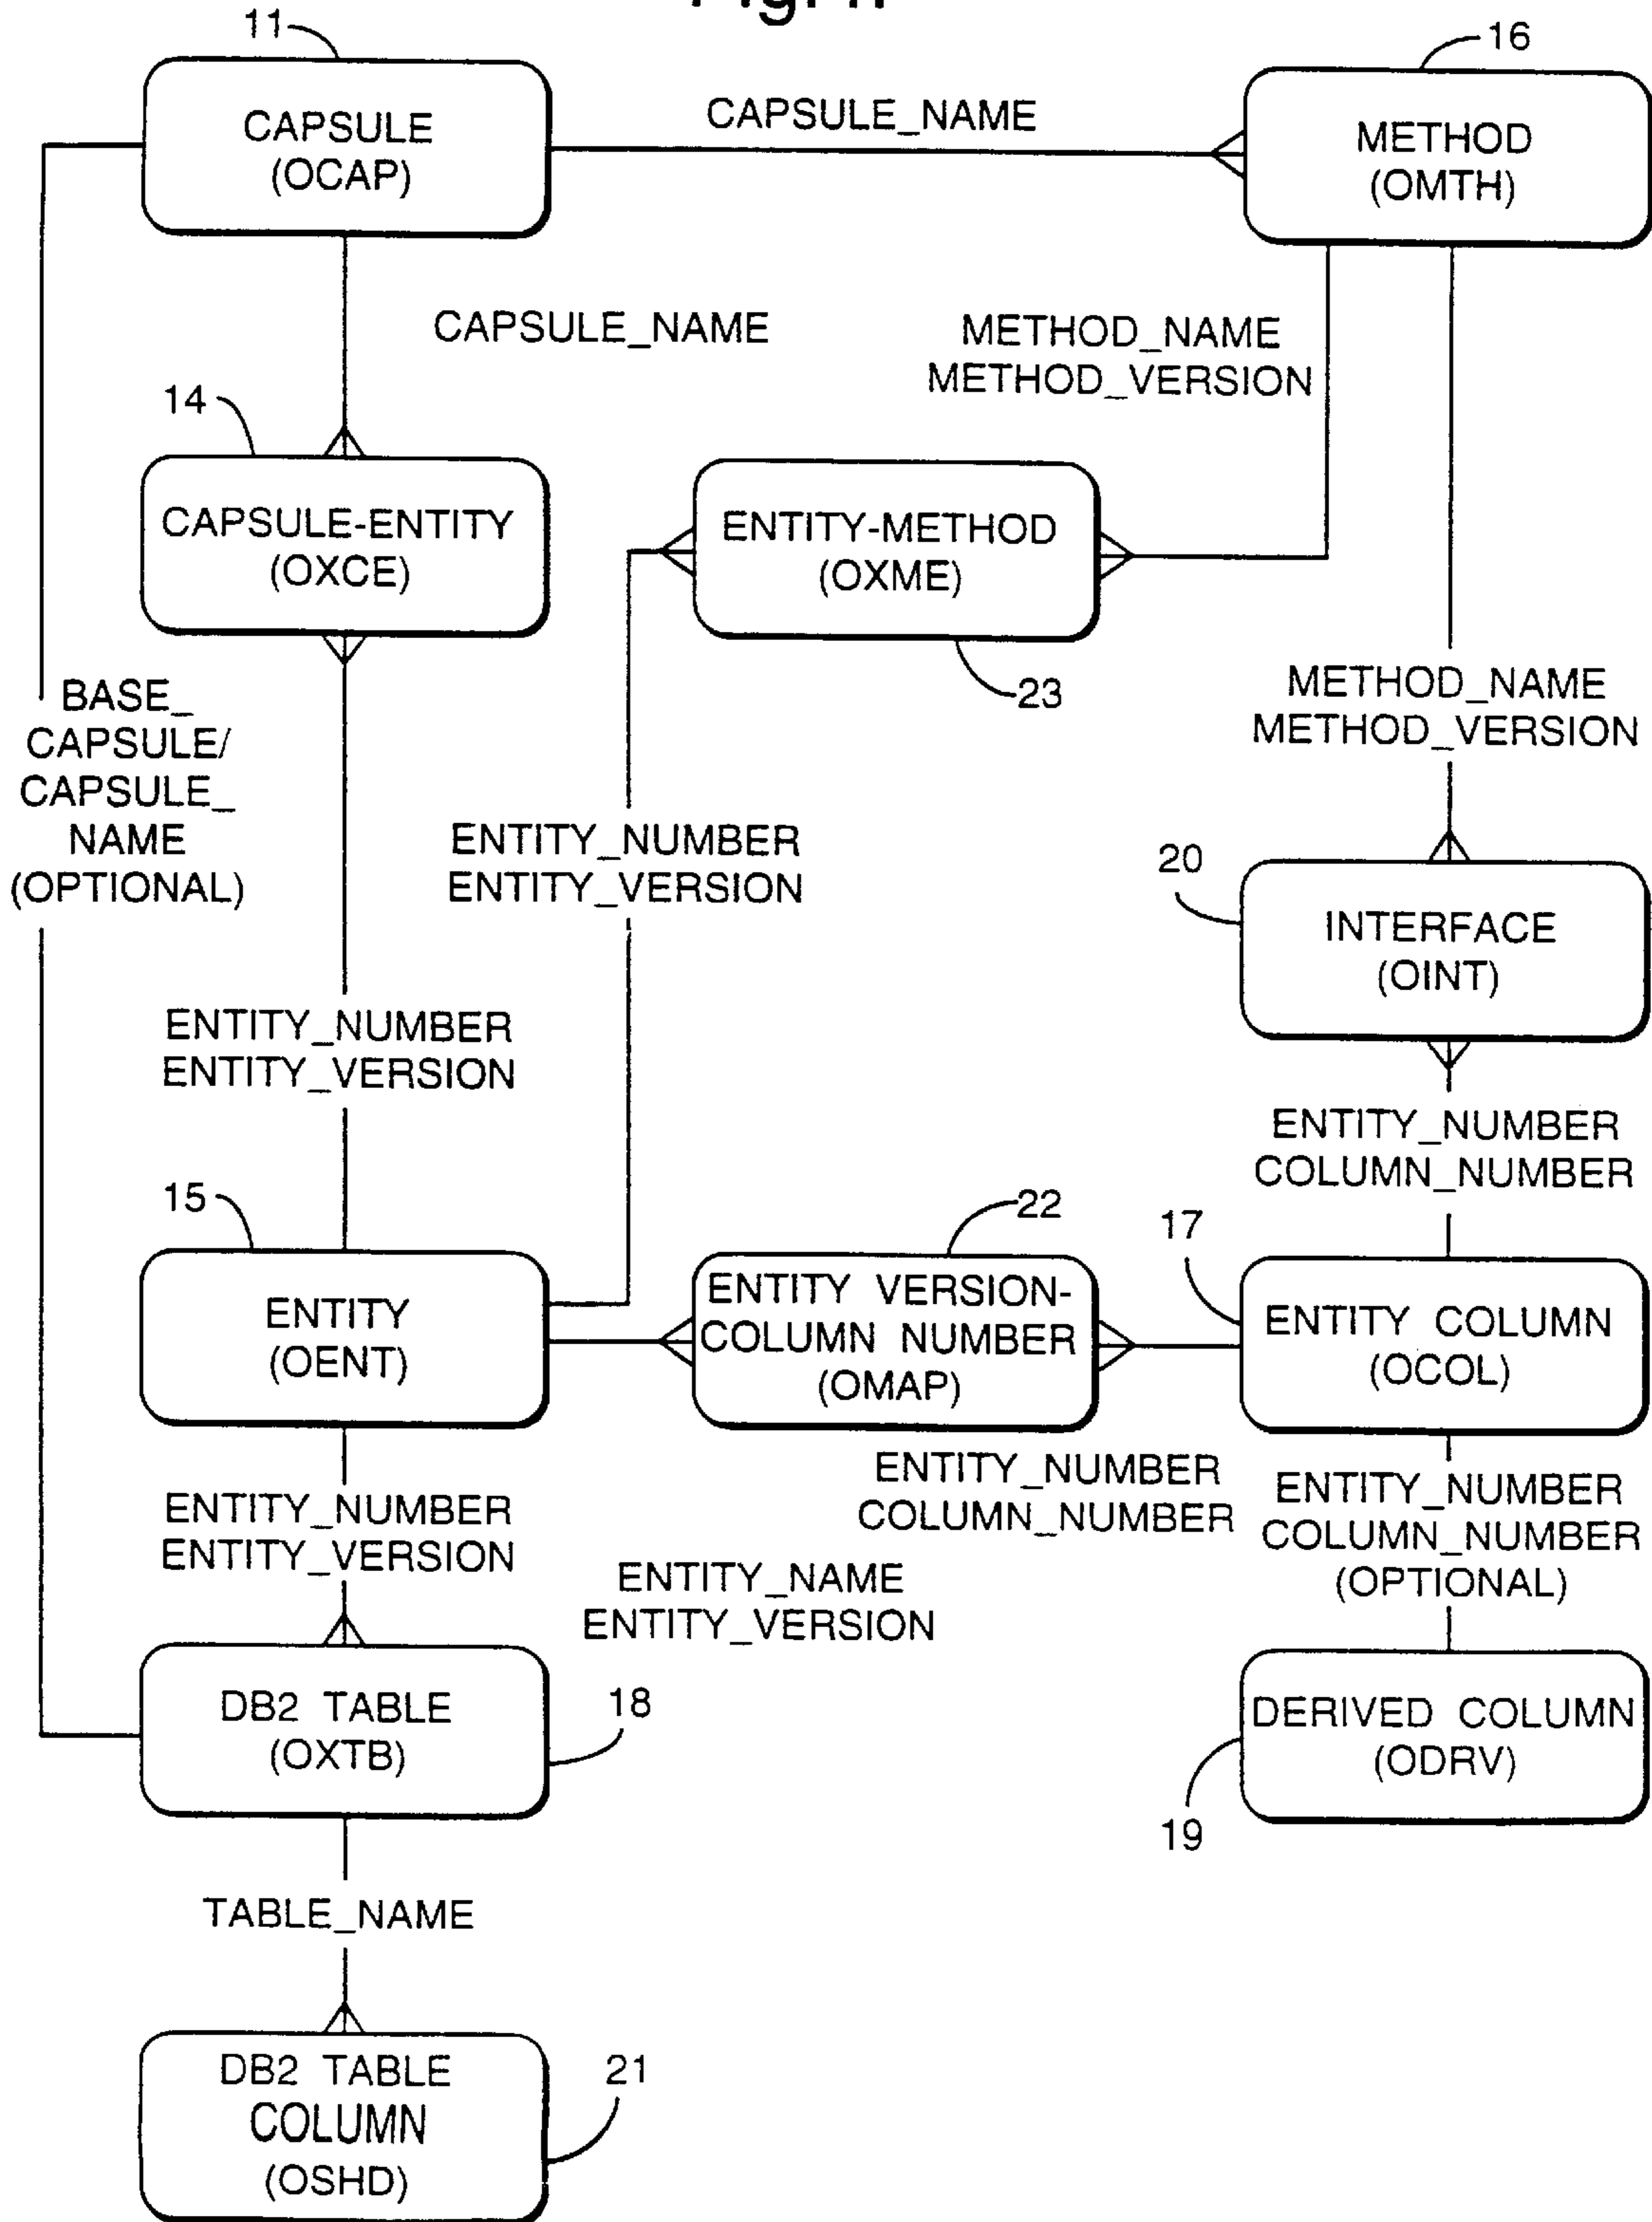 11
16
CAPSULE
(OCAP)
CAPSULE_NAME
METHOD
(OMTH)
CAPSULE_NAME
METHOD_NAME
METHOD_VERSION
14
CAPSULE-ENTITY
(OXCE)
ENTITY-METHOD
(OXME)
23
BASE_
CAPSULE/
CAPSULE_
NAME
(OPTIONAL)
METHOD_NAME
METHOD_VERSION
ENTITY_NUMBER
ENTITY_VERSION
20
INTERFACE
(OINT)
ENTITY_NUMBER
ENTITY_VERSION
ENTITY_NUMBER
COLUMN_NUMBER
15
22
17
ENTITY
(OENT)
ENTITY VERSION-
COLUMN NUMBER
(OMAP)
ENTITY COLUMN
(OCOL)
ENTITY_NUMBER
ENTITY_VERSION
ENTITY_NUMBER
COLUMN_NUMBER
ENTITY_NUMBER
COLUMN_NUMBER
(OPTIONAL)
ENTITY_NAME
ENTITY_VERSION
DB2 TABLE
(OXTB)
18
DERIVED COLUMN
(ODRV)
19
TABLE_NAME
DB2 TABLE
COLUMN
(OSHD)
21